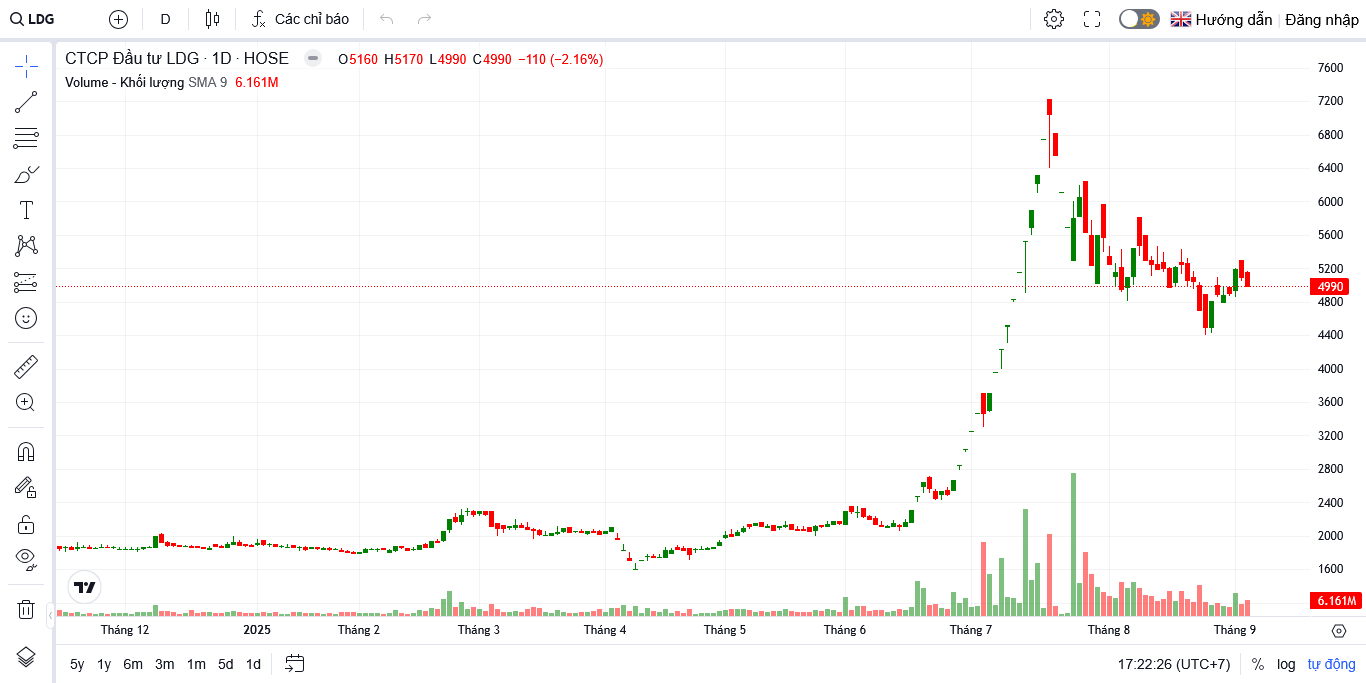 LDG D Các chỉ báo Hướng dẫn Đăng nhập
CTCP Đầu tư LDG · 1D · HOSE O5160 H5170 L4990 C4990 −110 (−2.16%)
Volume - Khối lượng SMA 9 6.161M
7600
7200
6800
6400
6000
5600
5200
4990
4800
4400
4000
3600
3200
2800
2400
2000
1600
6.161M
Tháng 12 2025 Tháng 2 Tháng 3 Tháng 4 Tháng 5 Tháng 6 Tháng 7 Tháng 8 Tháng 9
5y 1y 6m 3m 1m 5d 1d 17:22:26 (UTC+7) % log tự động